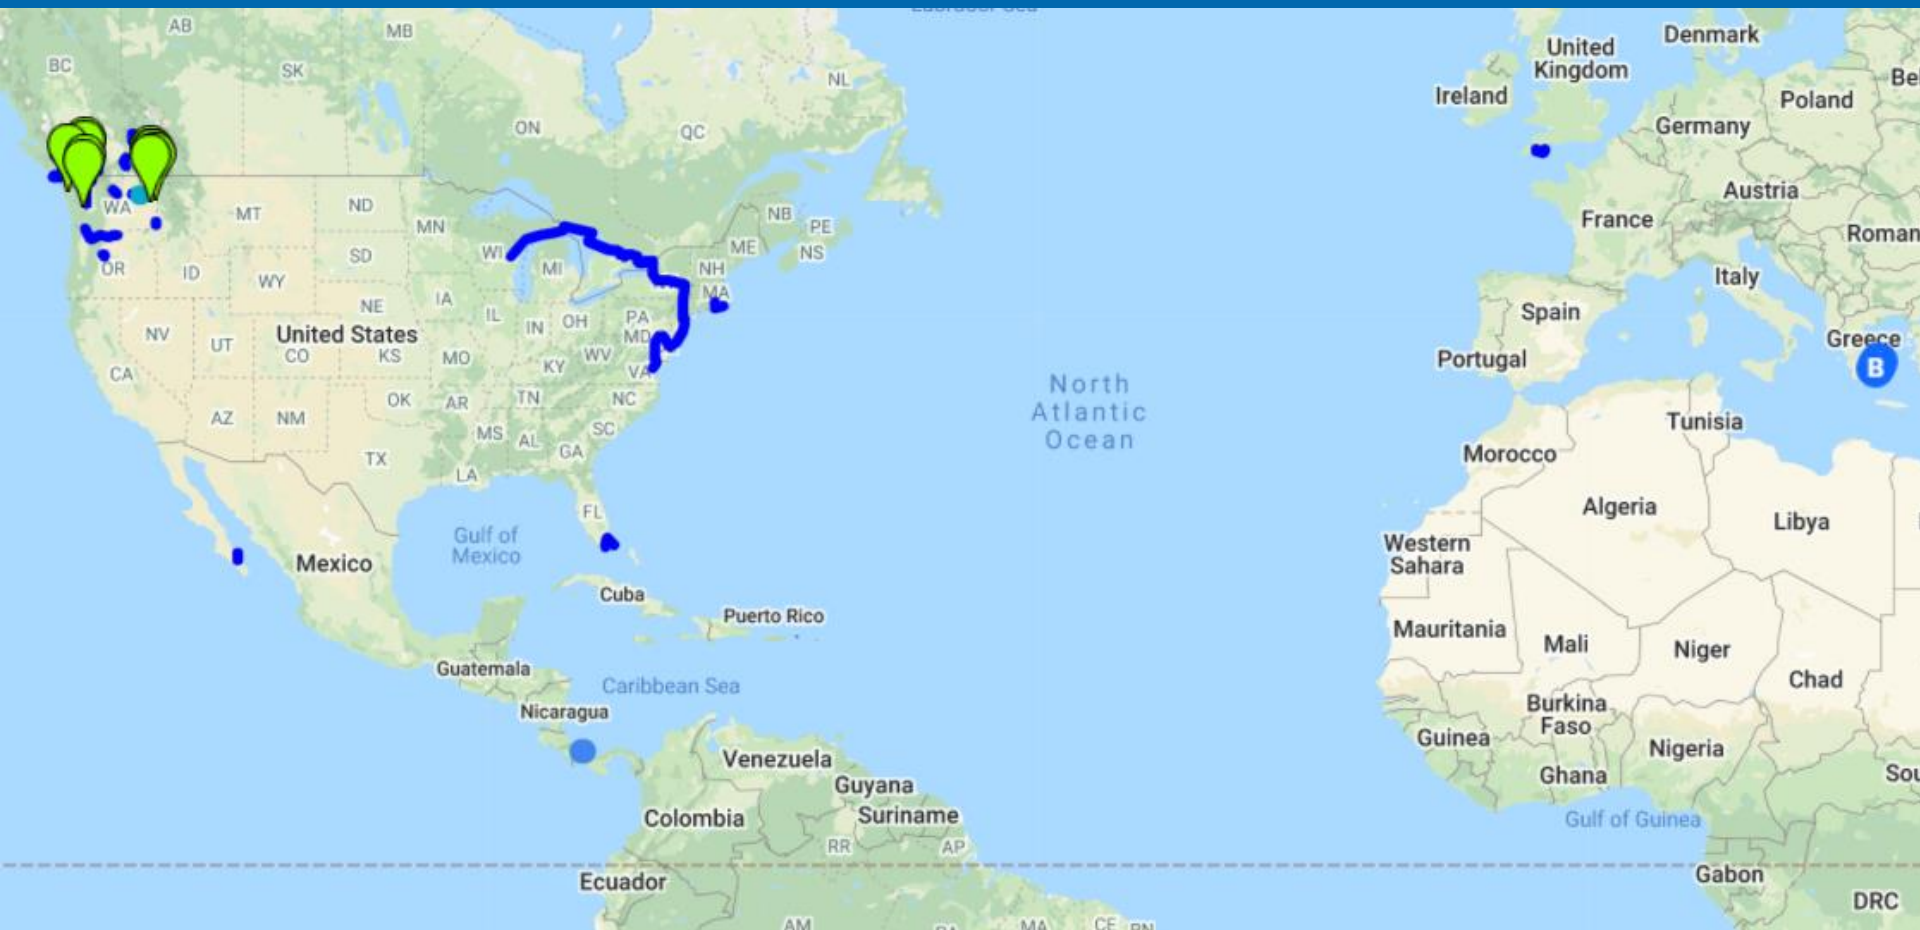 Labrador Sea
AB
MB
Denmark
BC
SK
NL
United
Kingdom
Ireland
Poland
ON
QC
Germany
WA
MT
ND
MN
NB
PE
Austria
France
WI
ME
NS
SD
OR
ID
WY
MI
NH
MA
Italy
NE
IA
IL
IN
OH
PA
MD
Spain
United States
NV
UT
CO
KS
MO
KY
WV
VA
Portugal
Greece
B
CA
OK
AR
TN
NC
North
Atlantic
Ocean
AZ
NM
MS
AL
GA
SC
Tunisia
TX
LA
Morocco
Algeria
Libya
FL
Gulf of
Mexico
Western
Sahara
Mexico
Cuba
Puerto Rico
Mauritania
Mali
Niger
Chad
Guatemala
Caribbean Sea
Nicaragua
Burkina
Faso
Guinea
Nigeria
Venezuela
Guyana
Ghana
Colombia
Suriname
Gulf of Guinea
RR
AP
Ecuador
Gabon
DRC
AM
MA
CE